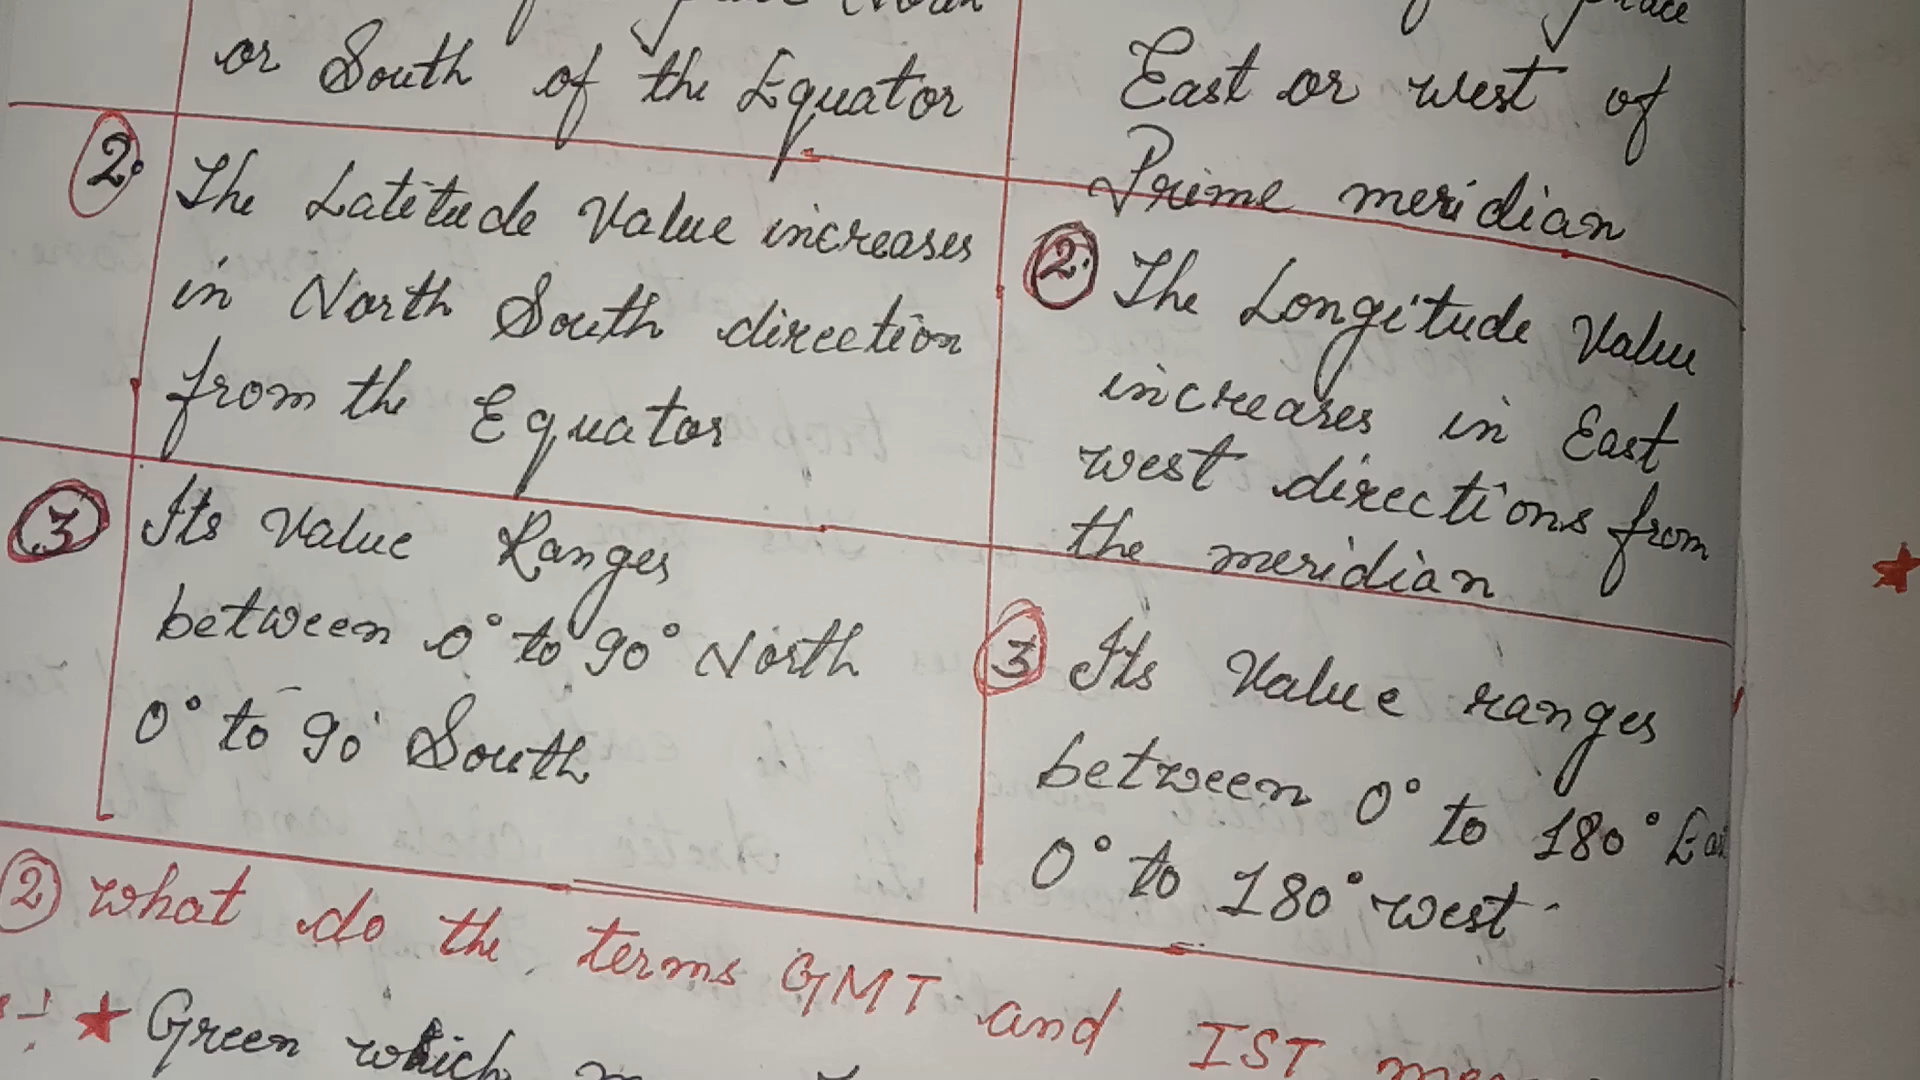 or South of the Equator
2. The Latitude Value increases
in North South direction
from the Equator
3 Its Value Ranges
between 0° to 90° North
0° to 90° South
East or west of
Prime meridian
2. The Longitude Value
increases in East
west directions from
the meridian
3 Its Value ranges
between 0° to 180°
0° to 180° west
2 what do the terms GMT and IST
Green which